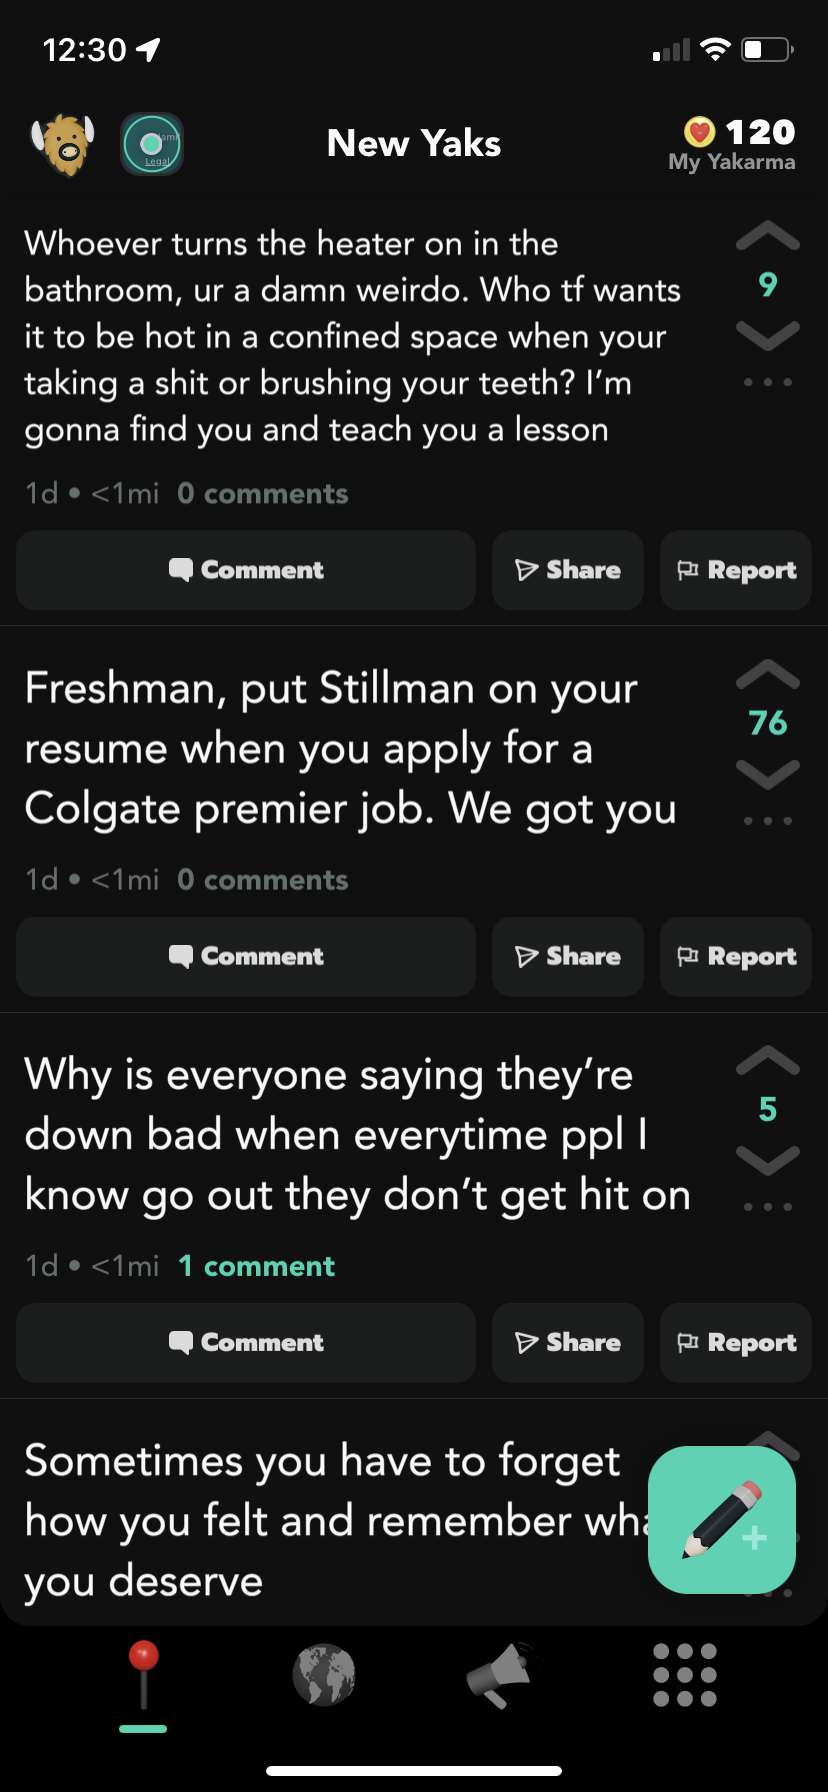 12:30
New Yaks
120
My Yakarma
Legal
Whoever turns the heater on in the
bathroom, ur a damn weirdo. Who tf wants
it to be hot in a confined space when your
taking a shit or brushing your teeth? I’m
gonna find you and teach you a lesson
9
1d • <1mi 0 comments
Comment
Share
Report
Freshman, put Stillman on your
resume when you apply for a
Colgate premier job. We got you
76
1d • <1mi 0 comments
Comment
Share
Report
Why is everyone saying they’re
down bad when everytime ppl I
know go out they don’t get hit on
5
1d • <1mi 1 comment
Comment
Share
Report
Sometimes you have to forget
how you felt and remember
you deserve